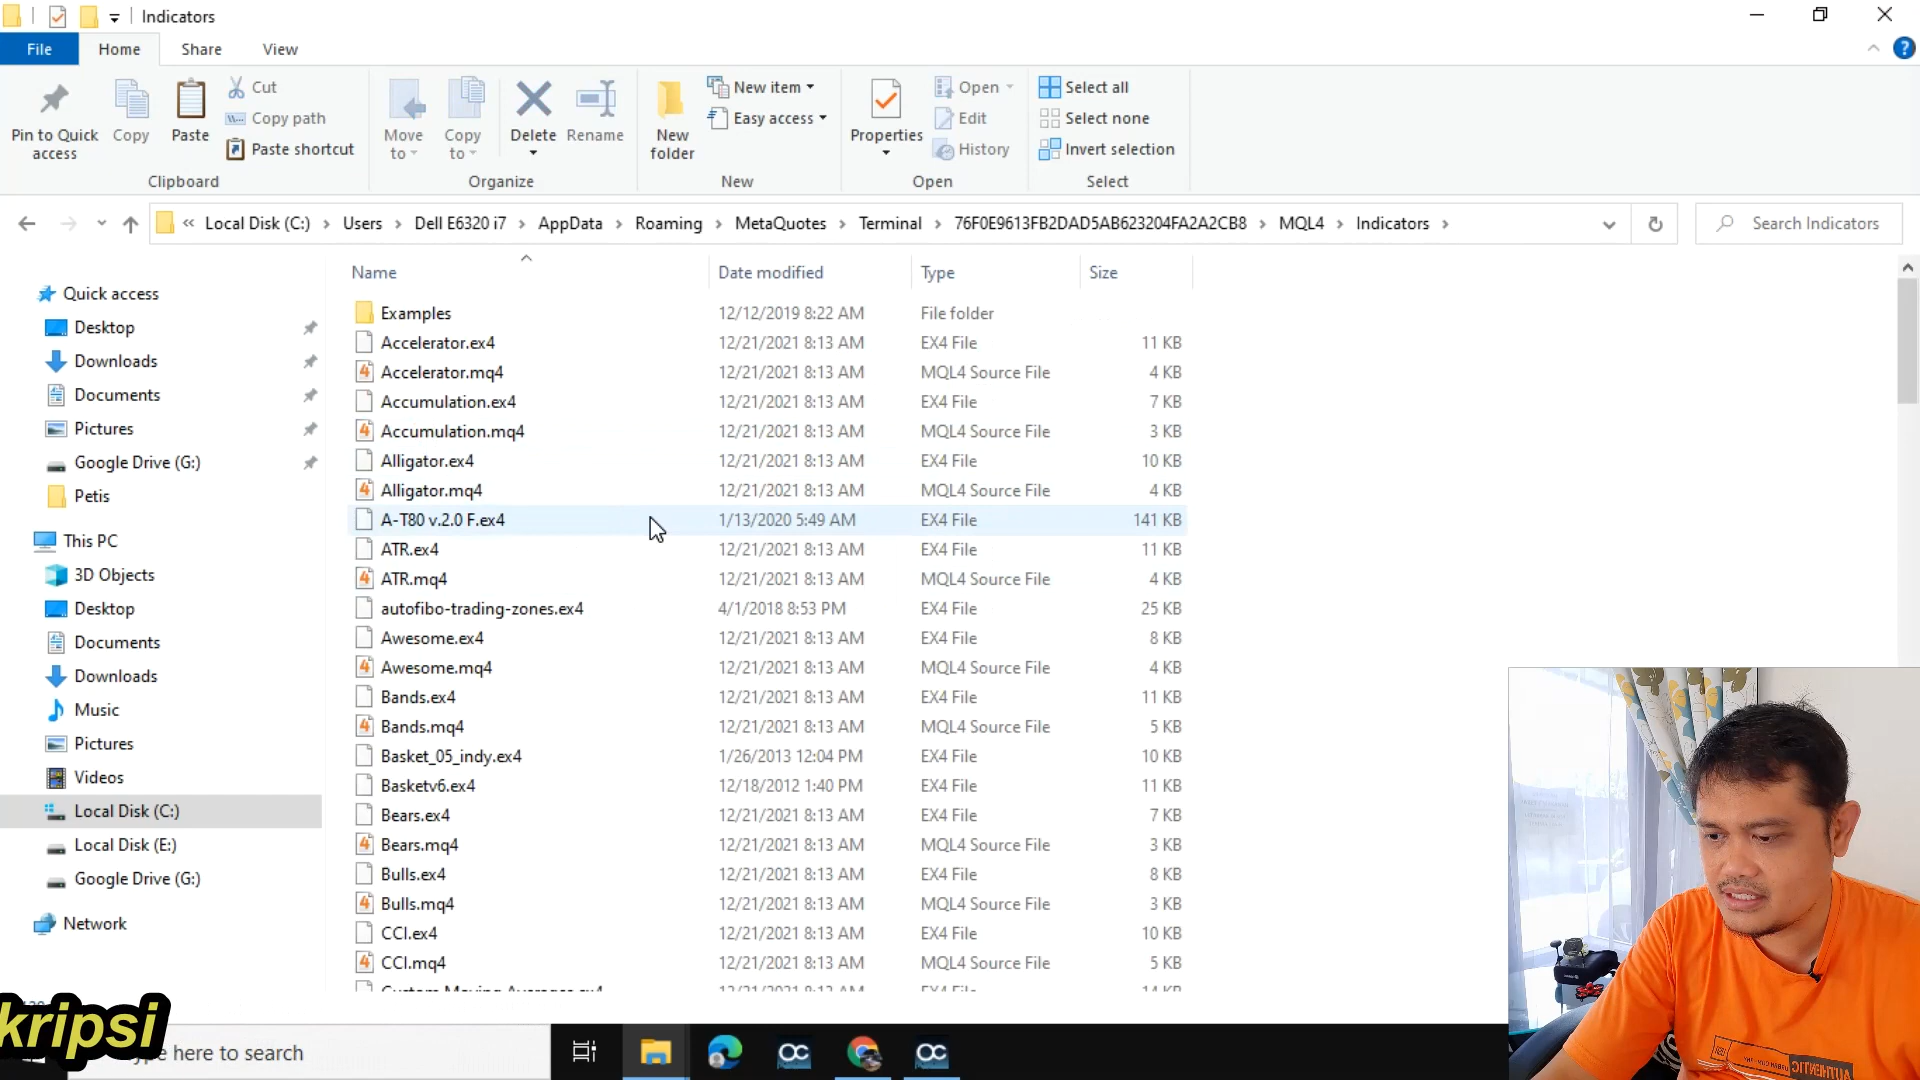 Indicators
File
Home
Share
View
Pin to Quick access
Copy
Paste
Cut
Copy path
Paste shortcut
Clipboard
Move to
Copy to
Delete
Rename
Organize
New folder
New item
Easy access
New
Properties
Open
Edit
History
Open
Select all
Select none
Invert selection
Select
« Local Disk (C:) › Users › Dell E6320 i7 › AppData › Roaming › MetaQuotes › Terminal › 76F0E9613FB2DAD5AB623204FA2A2CB8 › MQL4 › Indicators ›
Search Indicators
Quick access
Desktop
Downloads
Documents
Pictures
Google Drive (G:)
Petis
This PC
3D Objects
Desktop
Documents
Downloads
Music
Pictures
Videos
Local Disk (C:)
Local Disk (E:)
Google Drive (G:)
Network
Name Date modified Type Size
Examples 12/12/2019 8:22 AM File folder
Accelerator.ex4 12/21/2021 8:13 AM EX4 File 11 KB
Accelerator.mq4 12/21/2021 8:13 AM MQL4 Source File 4 KB
Accumulation.ex4 12/21/2021 8:13 AM EX4 File 7 KB
Accumulation.mq4 12/21/2021 8:13 AM MQL4 Source File 3 KB
Alligator.ex4 12/21/2021 8:13 AM EX4 File 10 KB
Alligator.mq4 12/21/2021 8:13 AM MQL4 Source File 4 KB
A-T80 v.2.0 F.ex4 1/13/2020 5:49 AM EX4 File 141 KB
ATR.ex4 12/21/2021 8:13 AM EX4 File 11 KB
ATR.mq4 12/21/2021 8:13 AM MQL4 Source File 4 KB
autofibo-trading-zones.ex4 4/1/2018 8:53 PM EX4 File 25 KB
Awesome.ex4 12/21/2021 8:13 AM EX4 File 8 KB
Awesome.mq4 12/21/2021 8:13 AM MQL4 Source File 4 KB
Bands.ex4 12/21/2021 8:13 AM EX4 File 11 KB
Bands.mq4 12/21/2021 8:13 AM MQL4 Source File 5 KB
Basket_05_indy.ex4 1/26/2013 12:04 PM EX4 File 10 KB
Basketv6.ex4 12/18/2012 1:40 PM EX4 File 11 KB
Bears.ex4 12/21/2021 8:13 AM EX4 File 7 KB
Bears.mq4 12/21/2021 8:13 AM MQL4 Source File 3 KB
Bulls.ex4 12/21/2021 8:13 AM EX4 File 8 KB
Bulls.mq4 12/21/2021 8:13 AM MQL4 Source File 3 KB
CCI.ex4 12/21/2021 8:13 AM EX4 File 10 KB
CCI.mq4 12/21/2021 8:13 AM MQL4 Source File 5 KB
kripsi
here to search
OC
OC